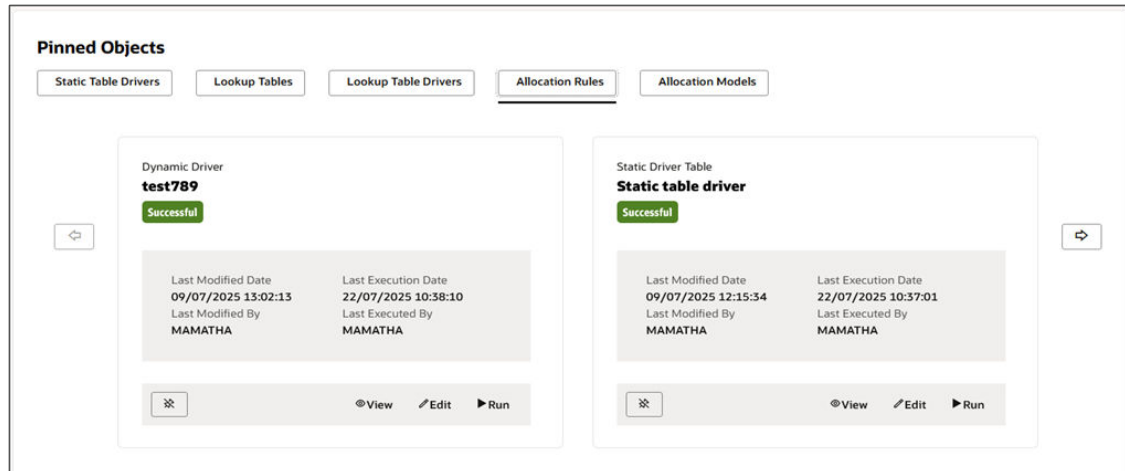 Pinned Objects
Static Table Drivers Lookup Tables Lookup Table Drivers Allocation Rules Allocation Models
Dynamic Driver
test789
Successful
Last Modified Date Last Execution Date
09/07/2025 13:02:13 22/07/2025 10:38:10
Last Modified By Last Executed By
MAMATHA MAMATHA
View Edit Run
Static Driver Table
Static table driver
Successful
Last Modified Date Last Execution Date
09/07/2025 12:15:34 22/07/2025 10:37:01
Last Modified By Last Executed By
MAMATHA MAMATHA
View Edit Run